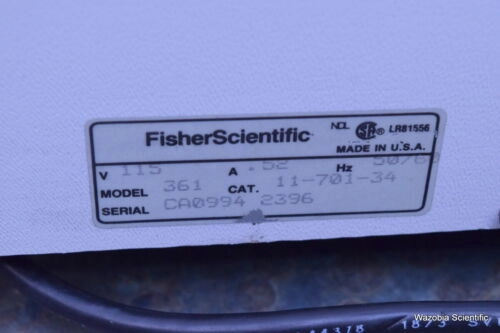 FisherScientific
NDL SA® LR81556
MADE IN U.S.A.
V 115 A .52 Hz 50/60
MODEL 361 CAT. 11-701-34
SERIAL CA0994 2396
Wazobia Scientific